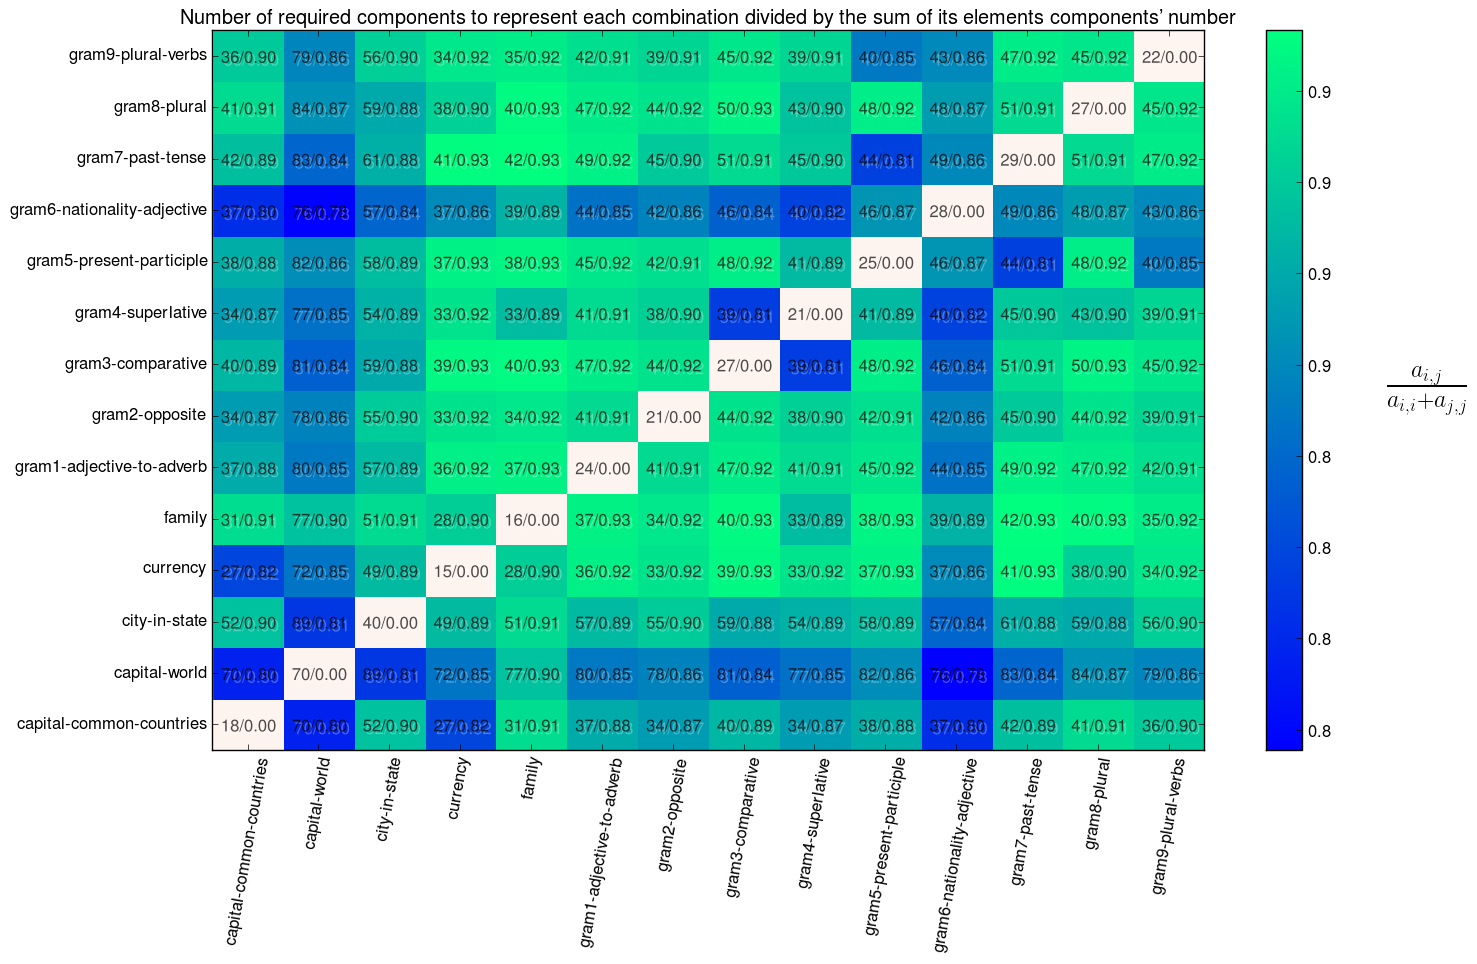 Number of required components to represent each combination divided by the sum of its elements components' number
gram9-plural-verbs 36/0.90 79/0.86 56/0.90 34/0.92 35/0.92 42/0.91 39/0.91 45/0.92 39/0.91 40/0.85 43/0.86 47/0.92 45/0.92 22/0.00
gram8-plural 41/0.91 84/0.87 59/0.88 38/0.90 40/0.93 47/0.92 44/0.92 50/0.93 43/0.90 48/0.92 48/0.87 51/0.91 27/0.00 45/0.92
gram7-past-tense 42/0.89 83/0.84 61/0.88 41/0.93 42/0.93 49/0.92 45/0.90 51/0.91 45/0.90 44/0.81 49/0.86 29/0.00 51/0.91 47/0.92
gram6-nationality-adjective 37/0.80 76/0.78 57/0.84 37/0.86 39/0.89 44/0.85 42/0.86 46/0.84 40/0.82 46/0.87 28/0.00 49/0.86 48/0.87 43/0.86
gram5-present-participle 38/0.88 82/0.86 58/0.89 37/0.93 38/0.93 45/0.92 42/0.91 48/0.92 41/0.89 25/0.00 46/0.87 44/0.81 48/0.92 40/0.85
gram4-superlative 34/0.87 77/0.85 54/0.89 33/0.92 33/0.89 41/0.91 38/0.90 39/0.81 21/0.00 41/0.89 40/0.82 45/0.90 43/0.90 39/0.91
gram3-comparative 40/0.89 81/0.84 59/0.88 39/0.93 40/0.93 47/0.92 44/0.92 27/0.00 39/0.81 48/0.92 46/0.84 51/0.91 50/0.93 45/0.92
gram2-opposite 34/0.87 78/0.86 55/0.90 33/0.92 34/0.92 41/0.91 21/0.00 44/0.92 38/0.90 42/0.91 42/0.86 45/0.90 44/0.92 39/0.91
gram1-adjective-to-adverb 37/0.88 80/0.85 57/0.89 36/0.92 37/0.93 24/0.00 41/0.91 47/0.92 41/0.91 45/0.92 44/0.85 49/0.92 47/0.92 42/0.91
family 31/0.91 77/0.90 51/0.91 28/0.90 16/0.00 37/0.93 34/0.92 40/0.93 33/0.89 38/0.93 39/0.89 42/0.93 40/0.93 35/0.92
currency 27/0.82 72/0.85 49/0.89 15/0.00 28/0.90 36/0.92 33/0.92 39/0.93 33/0.92 37/0.93 37/0.86 41/0.93 38/0.90 34/0.92
city-in-state 52/0.90 89/0.81 40/0.00 49/0.89 51/0.91 57/0.89 55/0.90 59/0.88 54/0.89 58/0.89 57/0.84 61/0.88 59/0.88 56/0.90
capital-world 70/0.80 70/0.00 89/0.81 72/0.85 77/0.90 80/0.85 78/0.86 81/0.84 77/0.85 82/0.86 76/0.78 83/0.84 84/0.87 79/0.86
capital-common-countries 18/0.00 70/0.80 52/0.90 27/0.82 31/0.91 37/0.88 34/0.87 40/0.89 34/0.87 38/0.88 37/0.80 42/0.89 41/0.91 36/0.90
capital-common-countries
capital-world
city-in-state
currency
family
gram1-adjective-to-adverb
gram2-opposite
gram3-comparative
gram4-superlative
gram5-present-participle
gram6-nationality-adjective
gram7-past-tense
gram8-plural
gram9-plural-verbs
0.9
0.9
0.9
0.9
0.8
0.8
0.8
0.8
a_{i,j}
a_{i,i}+a_{j,j}